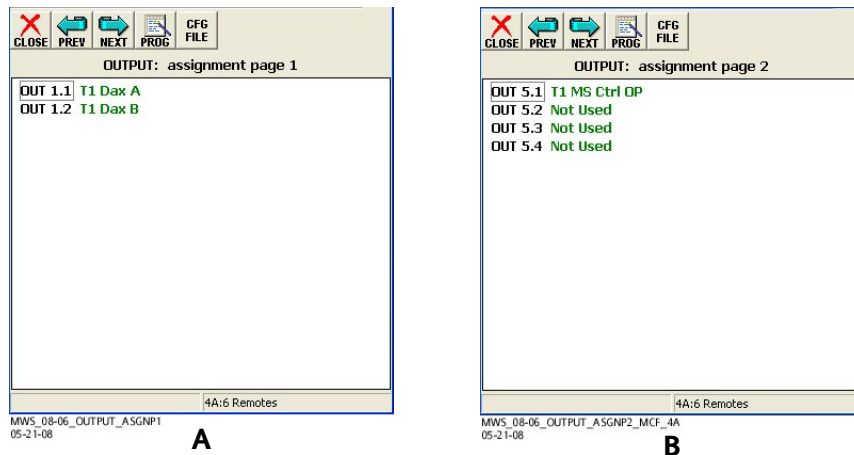 CLOSE PREV NEXT PROG CFG FILE
OUTPUT: assignment page 1
OUT 1.1 T1 Dax A
OUT 1.2 T1 Dax B
4A:6 Remotes
MWS_08-06_OUTPUT_ASGNP1
05-21-08
A
CLOSE PREV NEXT PROG CFG FILE
OUTPUT: assignment page 2
OUT 5.1 T1 MS Ctrl OP
OUT 5.2 Not Used
OUT 5.3 Not Used
OUT 5.4 Not Used
4A:6 Remotes
MWS_08-06_OUTPUT_ASGNP2_MCF_4A
05-21-08
B